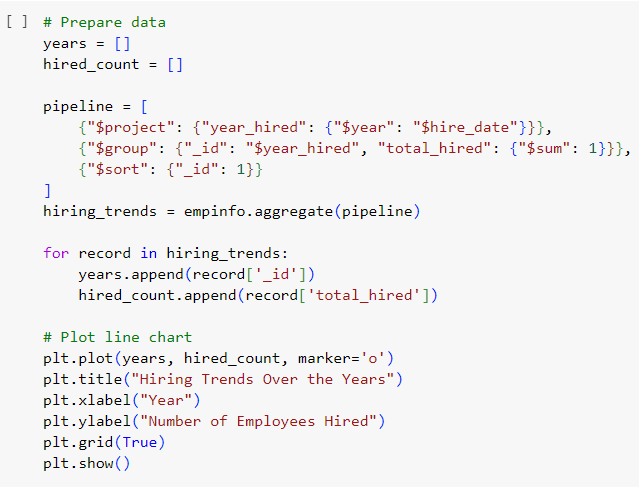 [ ] # Prepare data
years = []
hired_count = []

pipeline = [
    {"$project": {"year_hired": {"$year": "$hire_date"}}},
    {"$group": {"_id": "$year_hired", "total_hired": {"$sum": 1}}},
    {"$sort": {"_id": 1}}
]
hiring_trends = empinfo.aggregate(pipeline)

for record in hiring_trends:
    years.append(record['_id'])
    hired_count.append(record['total_hired'])

# Plot line chart
plt.plot(years, hired_count, marker='o')
plt.title("Hiring Trends Over the Years")
plt.xlabel("Year")
plt.ylabel("Number of Employees Hired")
plt.grid(True)
plt.show()